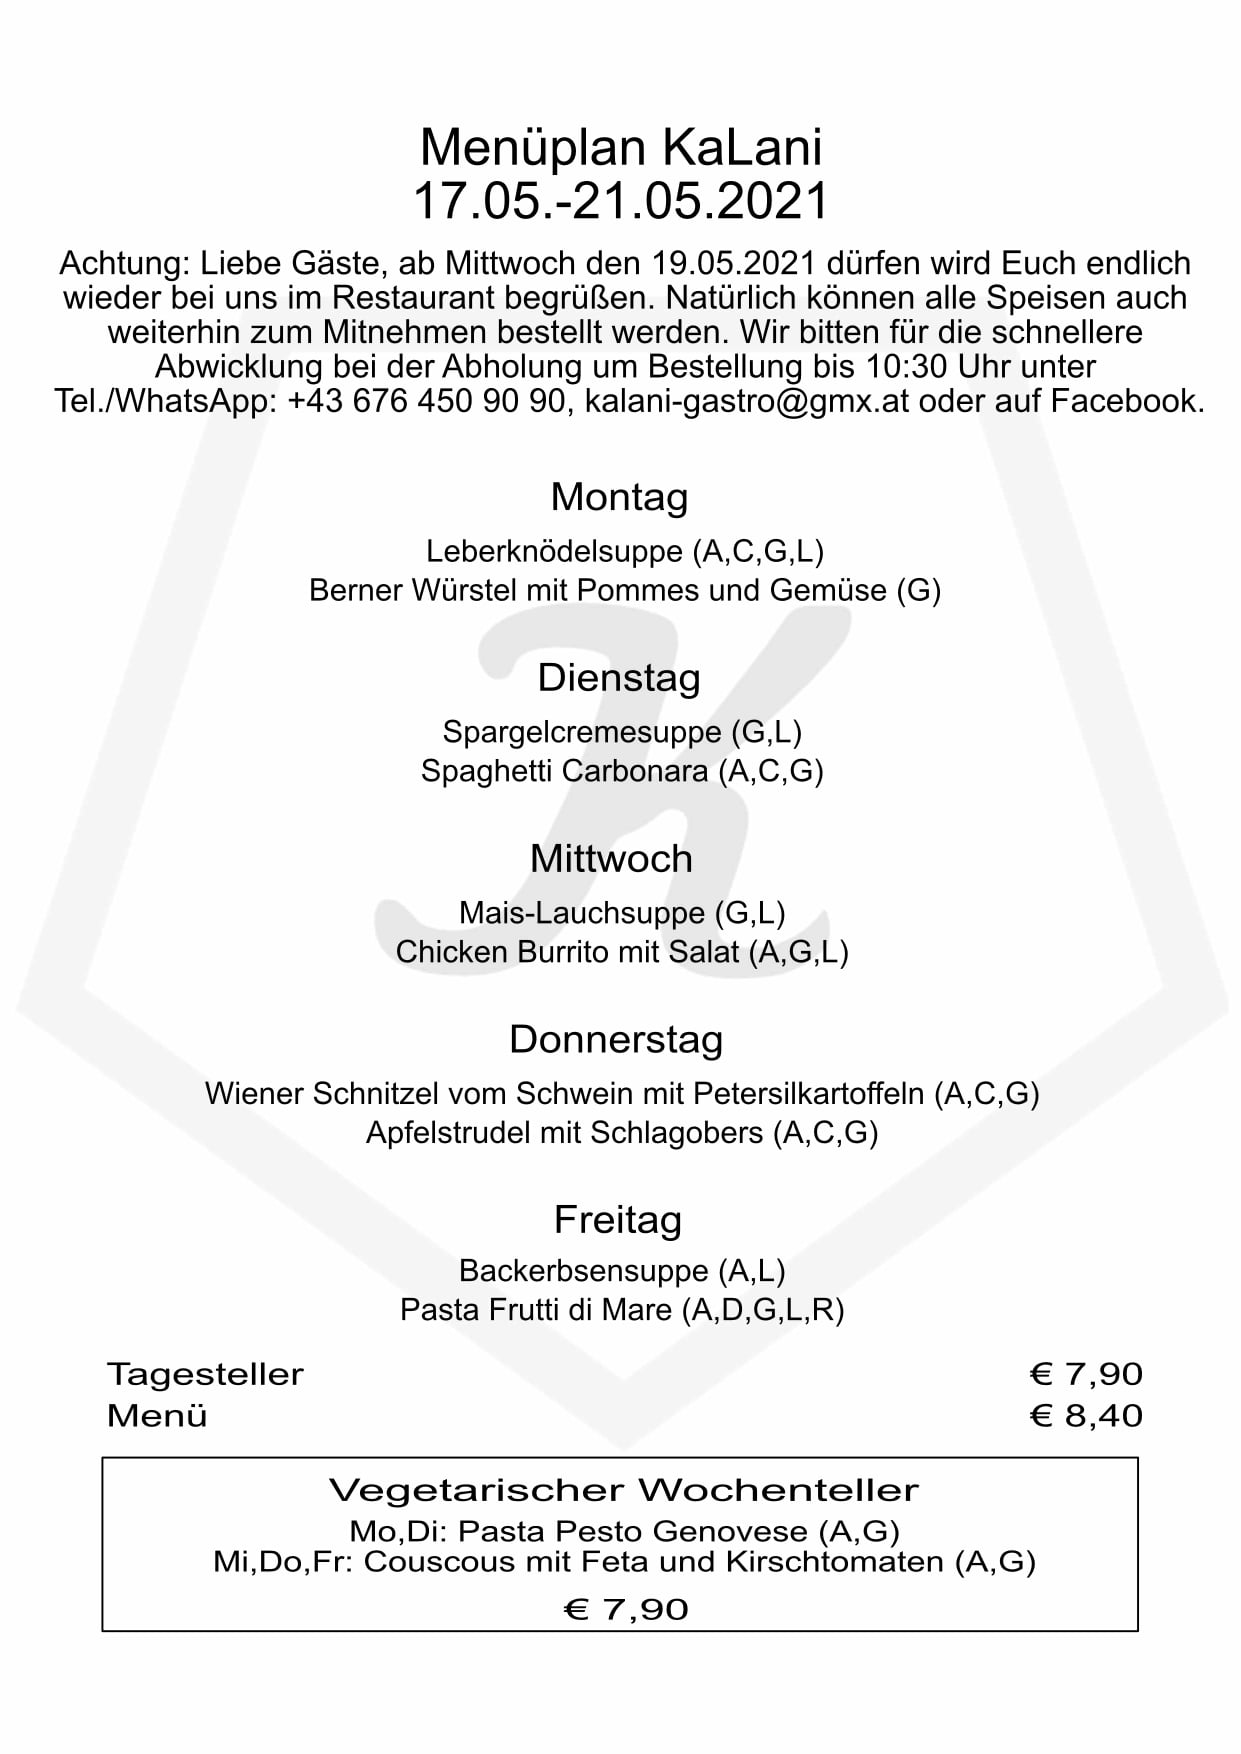 Menüplan KaLani
17.05.-21.05.2021
Achtung: Liebe Gäste, ab Mittwoch den 19.05.2021 dürfen wird Euch endlich
wieder bei uns im Restaurant begrüßen. Natürlich können alle Speisen auch
weiterhin zum Mitnehmen bestellt werden. Wir bitten für die schnellere
Abwicklung bei der Abholung um Bestellung bis 10:30 Uhr unter
Tel./WhatsApp: +43 676 450 90 90, kalani-gastro@gmx.at oder auf Facebook.
Montag
Leberknödelsuppe (A,C,G,L)
Berner Würstel mit Pommes und Gemüse (G)
Dienstag
Spargelcremesuppe (G,L)
Spaghetti Carbonara (A,C,G)
Mittwoch
Mais-Lauchsuppe (G,L)
Chicken Burrito mit Salat (A,G,L)
Donnerstag
Wiener Schnitzel vom Schwein mit Petersilkartoffeln (A,C,G)
Apfelstrudel mit Schlagobers (A,C,G)
Freitag
Backerbsensuppe (A,L)
Pasta Frutti di Mare (A,D,G,L,R)
Tagesteller € 7,90
Menü € 8,40
Vegetarischer Wochenteller
Mo,Di: Pasta Pesto Genovese (A,G)
Mi,Do,Fr: Couscous mit Feta und Kirschtomaten (A,G)
€ 7,90
K